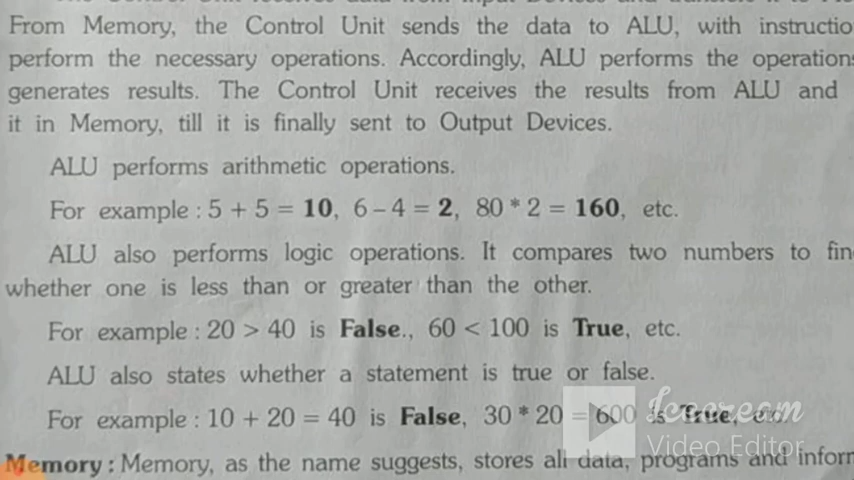 From Memory, the Control Unit sends the data to ALU, with instructio
perform the necessary operations. Accordingly, ALU performs the operations
generates results. The Control Unit receives the results from ALU and
it in Memory, till it is finally sent to Output Devices.
ALU performs arithmetic operations.
For example : 5 + 5 = 10, 6 – 4 = 2, 80 * 2 = 160, etc.
ALU also performs logic operations. It compares two numbers to fin
whether one is less than or greater than the other.
For example : 20 > 40 is False., 60 < 100 is True, etc.
ALU also states whether a statement is true or false.
For example : 10 + 20 = 40 is False, 30 * 20 = 600 is True, etc.
Icecream
Video Editor
Memory : Memory, as the name suggests, stores all data, programs and inform